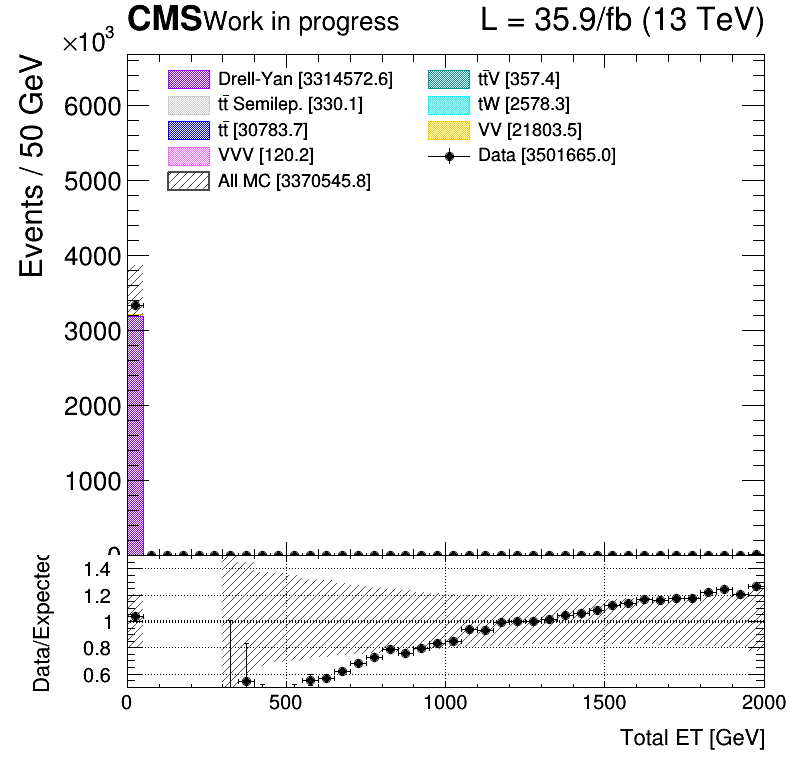 CMS Work in progress L = 35.9/fb (13 TeV)
×10³
Events / 50 GeV
Drell-Yan [3314572.6]
tt̄ Semilep. [330.1]
tt̄ [30783.7]
VVV [120.2]
All MC [3370545.8]
tt̄V [357.4]
tW [2578.3]
VV [21803.5]
Data [3501665.0]
6000
5000
4000
3000
2000
1000
0
Data/Expected
1.4
1.2
1
0.8
0.6
0 500 1000 1500 2000
Total ET [GeV]